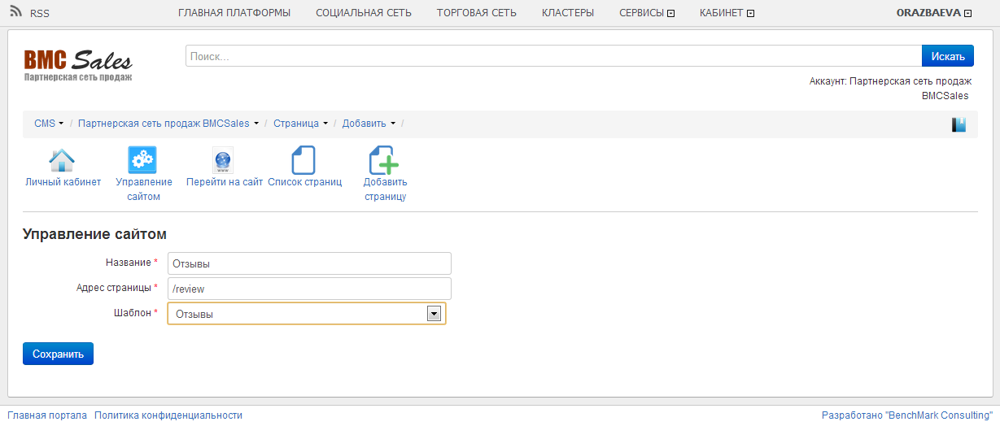 RSS ГЛАВНАЯ ПЛАТФОРМЫ СОЦИАЛЬНАЯ СЕТЬ ТОРГОВАЯ СЕТЬ КЛАСТЕРЫ СЕРВИСЫ КАБИНЕТ ORAZBAEVA
BMC Sales
Партнерская сеть продаж
Поиск... Искать
Аккаунт: Партнерская сеть продаж
BMCSales
CMS / Партнерская сеть продаж BMCSales / Страница / Добавить /
Личный кабинет
Управление
сайтом
WWW
Перейти на сайт
Список страниц
Добавить
страницу
Управление сайтом
Название * Отзывы
Адрес страницы * /review
Шаблон * Отзывы
Сохранить
Главная портала Политика конфиденциальности Разработано "BenchMark Consulting"